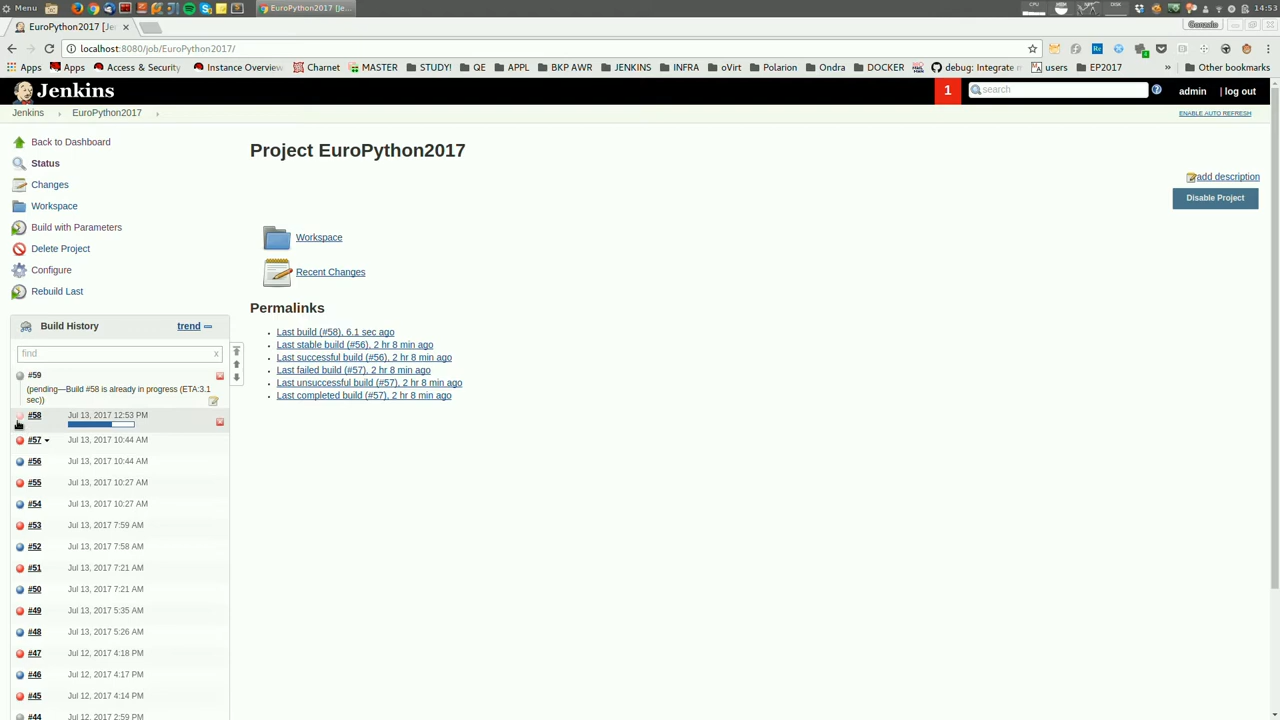 Menu
EuroPython2017 [Je...
14:53
EuroPython2017 [Je
Gonzalo
localhost:8080/job/EuroPython2017/
Apps Apps Access & Security Instance Overview Charnet MASTER STUDY! QE APPL BKP AWR JENKINS INFRA oVirt Polarion Ondra DOCKER debug: Integrate users EP2017 » Other bookmarks
Jenkins
1
search
admin | log out
Jenkins EuroPython2017
ENABLE AUTO REFRESH
Back to Dashboard
Status
Changes
Workspace
Build with Parameters
Delete Project
Configure
Rebuild Last
Project EuroPython2017
add description
Disable Project
Workspace
Recent Changes
Permalinks
Last build (#58), 6.1 sec ago
Last stable build (#56), 2 hr 8 min ago
Last successful build (#56), 2 hr 8 min ago
Last failed build (#57), 2 hr 8 min ago
Last unsuccessful build (#57), 2 hr 8 min ago
Last completed build (#57), 2 hr 8 min ago
Build History trend
find x
#59
(pending—Build #58 is already in progress (ETA:3.1
sec))
#58 Jul 13, 2017 12:53 PM
#57 Jul 13, 2017 10:44 AM
#56 Jul 13, 2017 10:44 AM
#55 Jul 13, 2017 10:27 AM
#54 Jul 13, 2017 10:27 AM
#53 Jul 13, 2017 7:59 AM
#52 Jul 13, 2017 7:58 AM
#51 Jul 13, 2017 7:21 AM
#50 Jul 13, 2017 7:21 AM
#49 Jul 13, 2017 5:35 AM
#48 Jul 13, 2017 5:26 AM
#47 Jul 12, 2017 4:18 PM
#46 Jul 12, 2017 4:17 PM
#45 Jul 12, 2017 4:14 PM
#44 Jul 12, 2017 2:59 PM